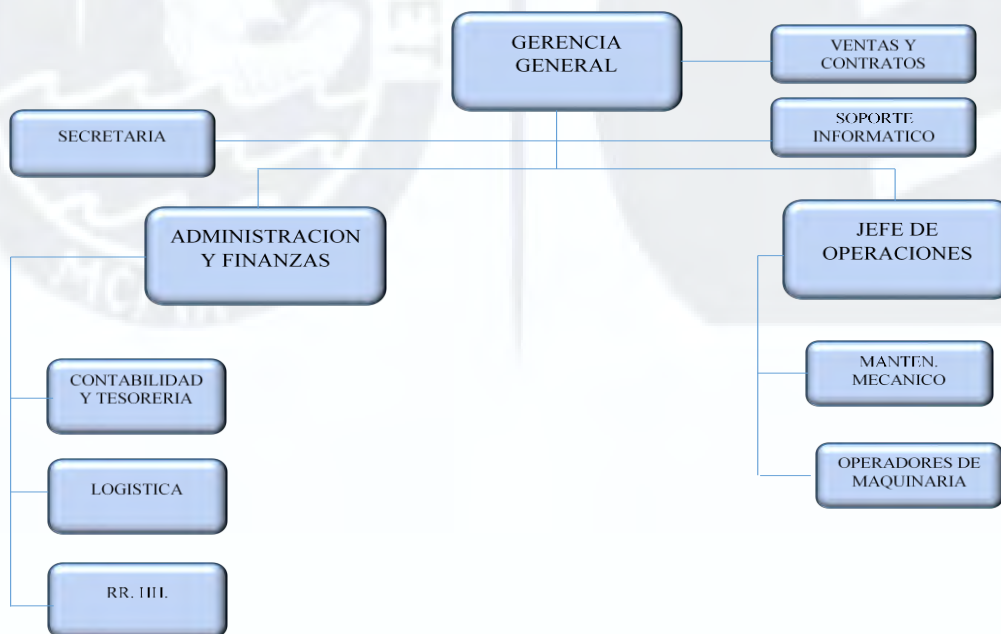 GERENCIA
GENERAL
VENTAS Y
CONTRATOS
SECRETARIA
SOPORTE
INFORMATICO
ADMINISTRACION
Y FINANZAS
JEFE DE
OPERACIONES
CONTABILIDAD
Y TESORERIA
MANTEN.
MECANICO
LOGISTICA
OPERADORES DE
MAQUINARIA
RR. HH.